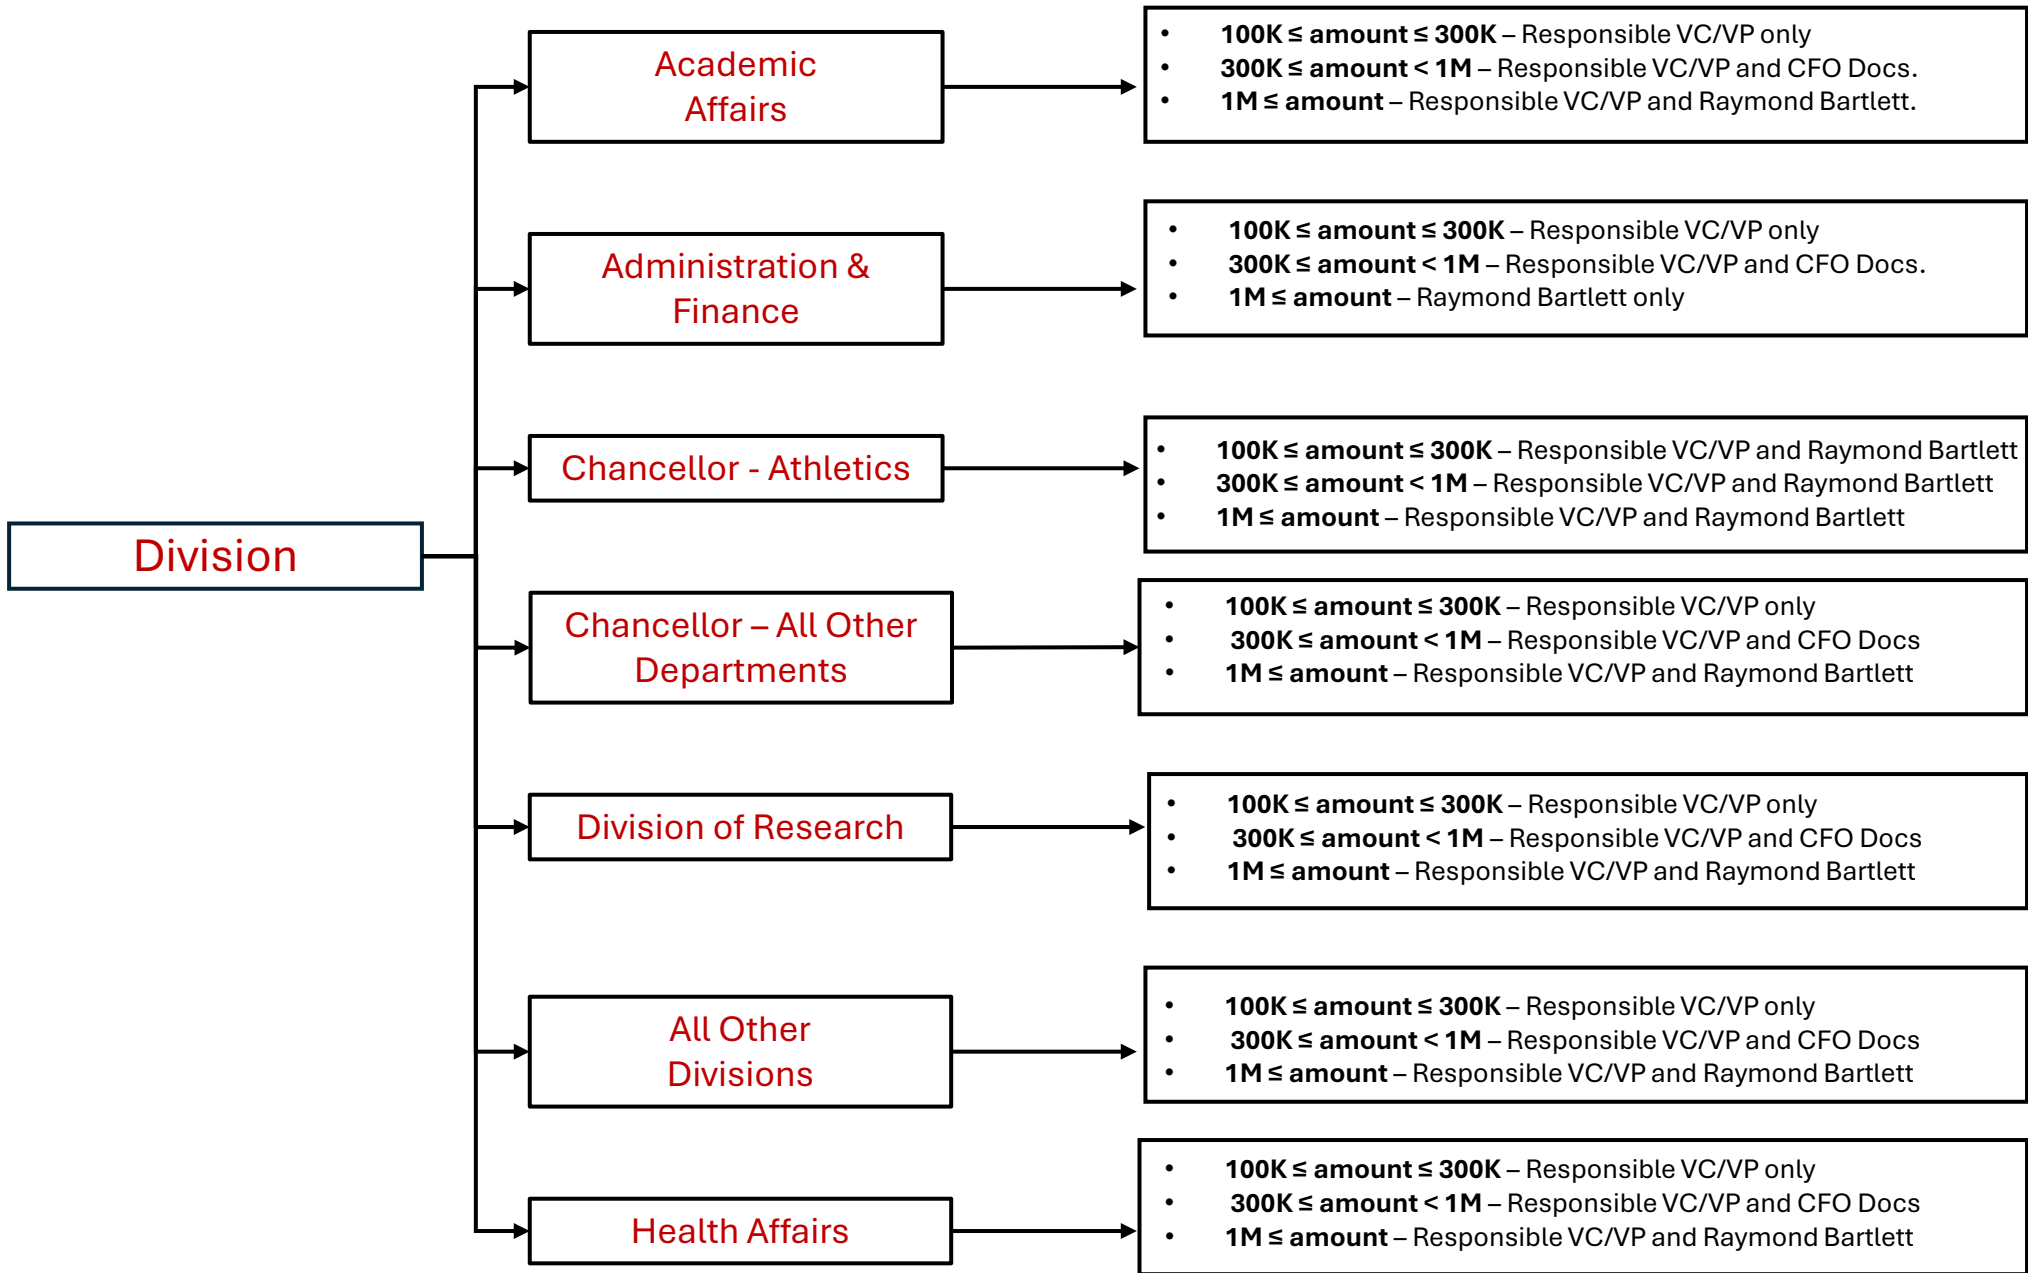 Division
Academic
Affairs
• 100K ≤ amount ≤ 300K – Responsible VC/VP only
• 300K ≤ amount < 1M – Responsible VC/VP and CFO Docs.
• 1M ≤ amount – Responsible VC/VP and Raymond Bartlett.
Administration &
Finance
• 100K ≤ amount ≤ 300K – Responsible VC/VP only
• 300K ≤ amount < 1M – Responsible VC/VP and CFO Docs.
• 1M ≤ amount – Raymond Bartlett only
Chancellor - Athletics
• 100K ≤ amount ≤ 300K – Responsible VC/VP and Raymond Bartlett
• 300K ≤ amount < 1M – Responsible VC/VP and Raymond Bartlett
• 1M ≤ amount – Responsible VC/VP and Raymond Bartlett
Chancellor – All Other
Departments
• 100K ≤ amount ≤ 300K – Responsible VC/VP only
• 300K ≤ amount < 1M – Responsible VC/VP and CFO Docs
• 1M ≤ amount – Responsible VC/VP and Raymond Bartlett
Division of Research
• 100K ≤ amount ≤ 300K – Responsible VC/VP only
• 300K ≤ amount < 1M – Responsible VC/VP and CFO Docs
• 1M ≤ amount – Responsible VC/VP and Raymond Bartlett
All Other
Divisions
• 100K ≤ amount ≤ 300K – Responsible VC/VP only
• 300K ≤ amount < 1M – Responsible VC/VP and CFO Docs
• 1M ≤ amount – Responsible VC/VP and Raymond Bartlett
Health Affairs
• 100K ≤ amount ≤ 300K – Responsible VC/VP only
• 300K ≤ amount < 1M – Responsible VC/VP and CFO Docs
• 1M ≤ amount – Responsible VC/VP and Raymond Bartlett